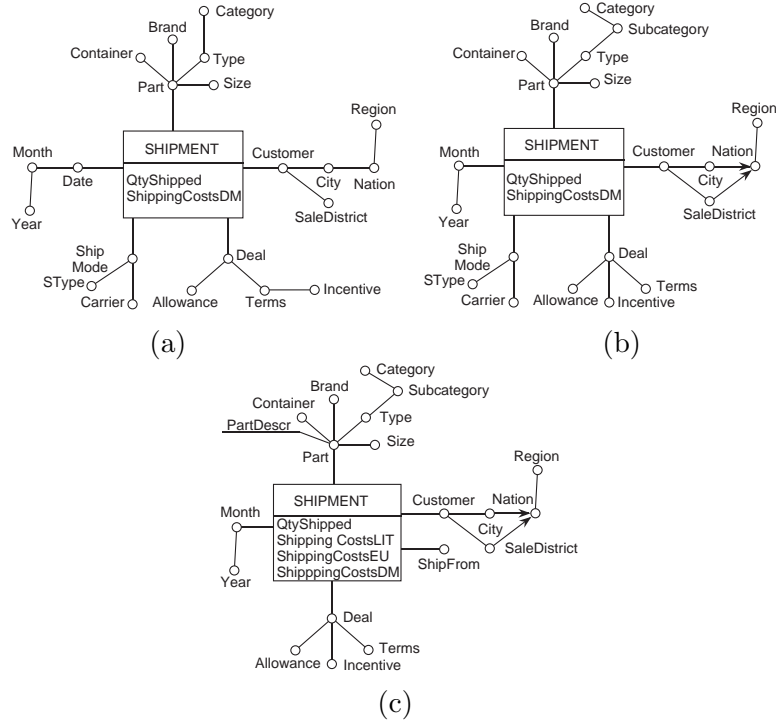 Category
Brand
Container
Type
Part
Size
Region
SHIPMENT
Month
Customer
Date
City
Nation
QtyShipped
ShippingCostsDM
SaleDistrict
Year
Ship
Mode
SType
Carrier
Deal
Allowance
Terms
Incentive
(a)
Category
Brand
Subcategory
Container
Type
Part
Size
Region
SHIPMENT
Month
Customer
Nation
City
QtyShipped
ShippingCostsDM
SaleDistrict
Year
Ship
Mode
SType
Carrier
Deal
Allowance
Terms
Incentive
(b)
Category
Brand
Subcategory
Container
PartDescr
Type
Part
Size
Region
SHIPMENT
Month
Customer
Nation
City
QtyShipped
Shipping CostsLIT
ShippingCostsEU
ShipppingCostsDM
SaleDistrict
ShipFrom
Year
Deal
Allowance
Terms
Incentive
(c)